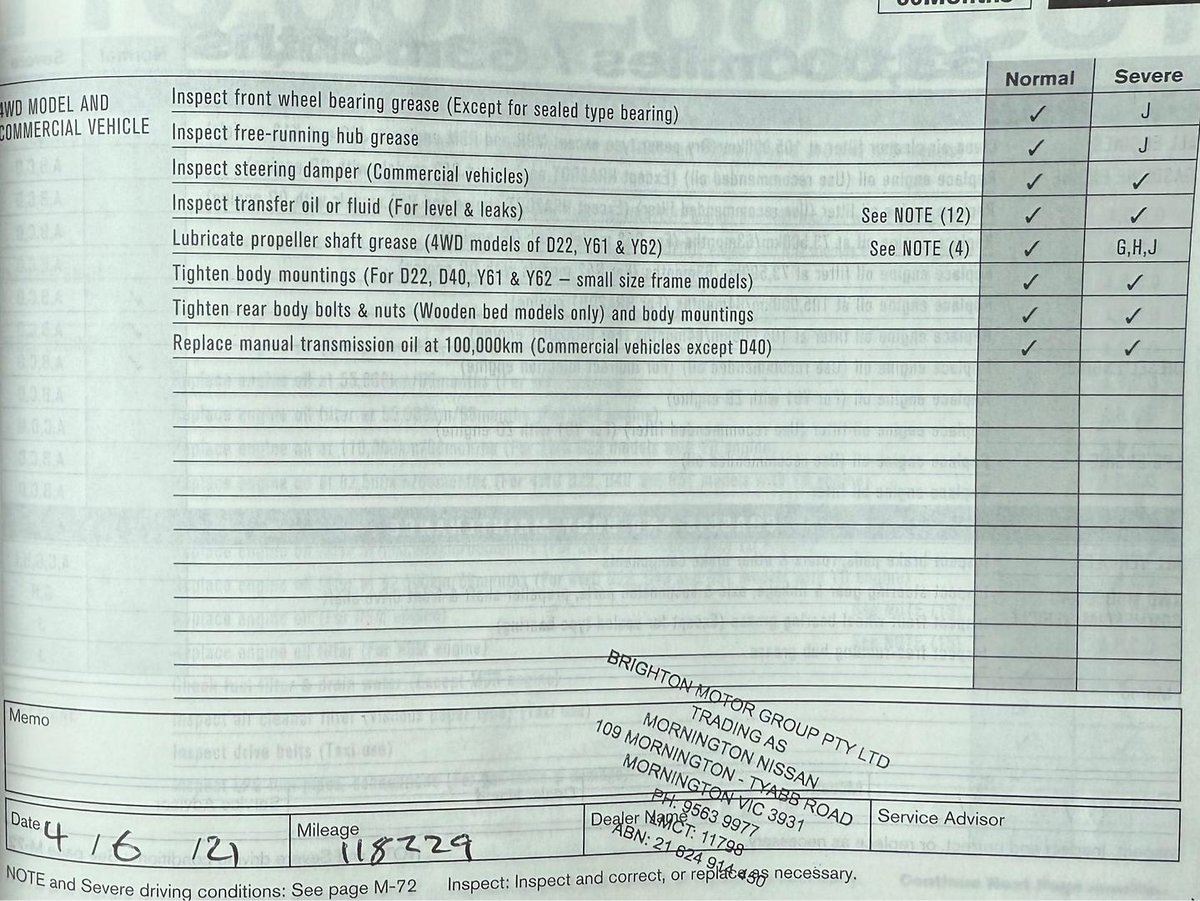 Normal Severe
4WD MODEL AND
COMMERCIAL VEHICLE
Inspect front wheel bearing grease (Except for sealed type bearing) ✓ J
Inspect free-running hub grease ✓ J
Inspect steering damper (Commercial vehicles) ✓ ✓
Inspect transfer oil or fluid (For level & leaks) See NOTE (12) ✓ ✓
Lubricate propeller shaft grease (4WD models of D22, Y61 & Y62) See NOTE (4) ✓ G,H,J
Tighten body mountings (For D22, D40, Y61 & Y62 – small size frame models) ✓ ✓
Tighten rear body bolts & nuts (Wooden bed models only) and body mountings ✓ ✓
Replace manual transmission oil at 100,000km (Commercial vehicles except D40) ✓ ✓
Memo
BRIGHTON MOTOR GROUP PTY LTD
TRADING AS
MORNINGTON NISSAN
109 MORNINGTON - TYABB ROAD
MORNINGTON VIC 3931
PH: 9563 9977
LMCT: 11798
ABN: 21 624 914 450
Date 4 / 6 / 21
Mileage 118229
Dealer Name
Service Advisor
NOTE and Severe driving conditions: See page M-72 Inspect: Inspect and correct, or replace as necessary.